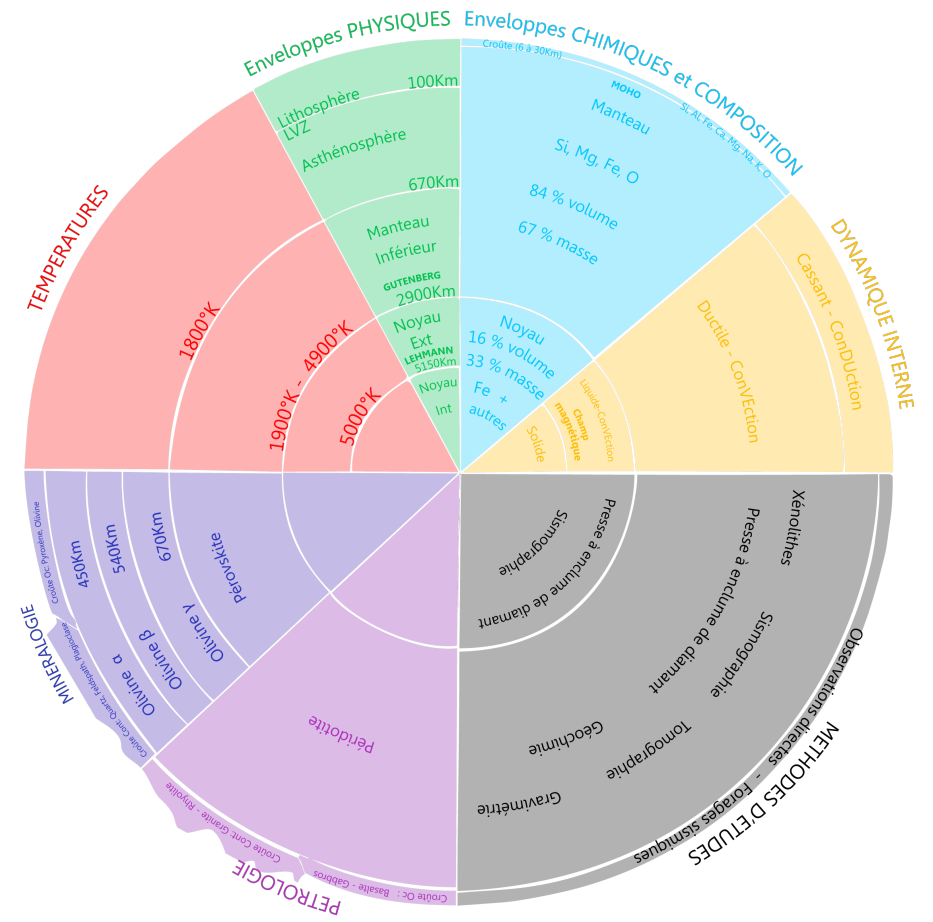 Enveloppes PHYSIQUES
100Km
Lithosphère
LVZ
Asthénosphère
670Km
Manteau
Inférieur
GUTENBERG
2900Km
Noyau
Ext
LEHMANN
5150Km
Noyau
Int
Enveloppes CHIMIQUES et COMPOSITION
Croûte (6 à 30Km)
Si, Al, Fe, Ca, Mg, Na, K, O
MOHO
Manteau
Si, Mg, Fe, O
84 % volume
67 % masse
Noyau
16 % volume
33 % masse
Fe +
autres
DYNAMIQUE INTERNE
Cassant - ConDUction
Ductile - ConVEction
Liquide-ConVEction
Champ
magnétique
Solide
METHODES D'ETUDES
Observations directes - Forages sismiques
Xénolithes
Presse à enclume de diamant
Sismographie
Tomographie
Géochimie
Gravimétrie
Presse à enclume de diamant
Sismographie
PETROLOGIE
Croûte Oc : Basalte - Gabbros
Croûte Cont: Granite - Rhyolite
Péridotite
MINERALOGIE
Croûte Oc: Pyroxène, Olivine
Croûte Cont: Quartz, Feldspath, Plagioclase
450Km
540Km
670Km
Olivine α
Olivine β
Olivine γ
Pérovskite
TEMPERATURES
1800°K
1900°K - 4900°K
5000°K